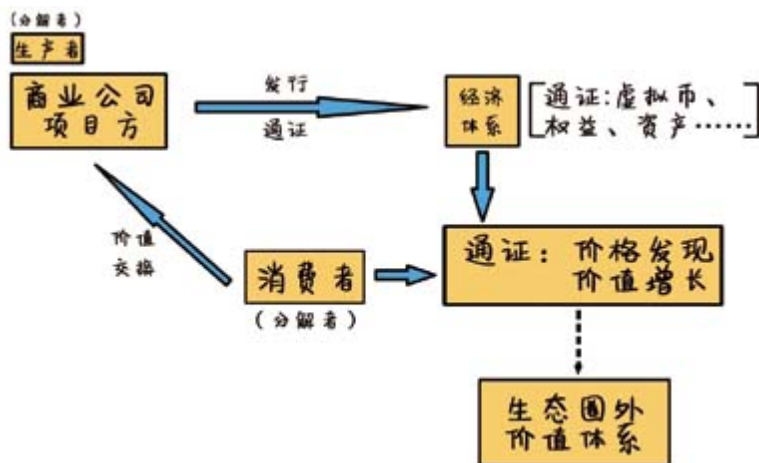 (分解者)
生产者
商业公司
项目方
发行
通证
经济
体系
通证:虚拟币、
权益、资产……
价值
交换
消费者
(分解者)
通证：价格发现
价值增长
生态圈外
价值体系